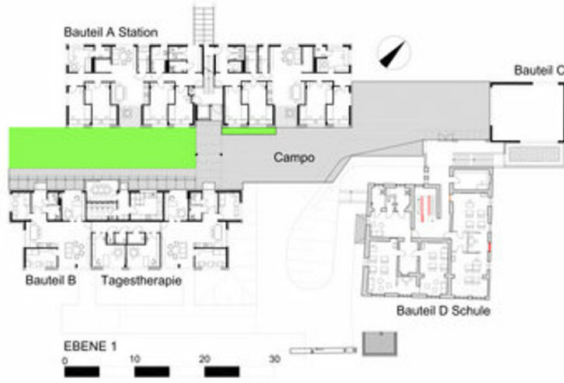 Bauteil A Station
Bauteil C
Campo
Bauteil B
Tagestherapie
Bauteil D Schule
EBENE 1
0 10 20 30